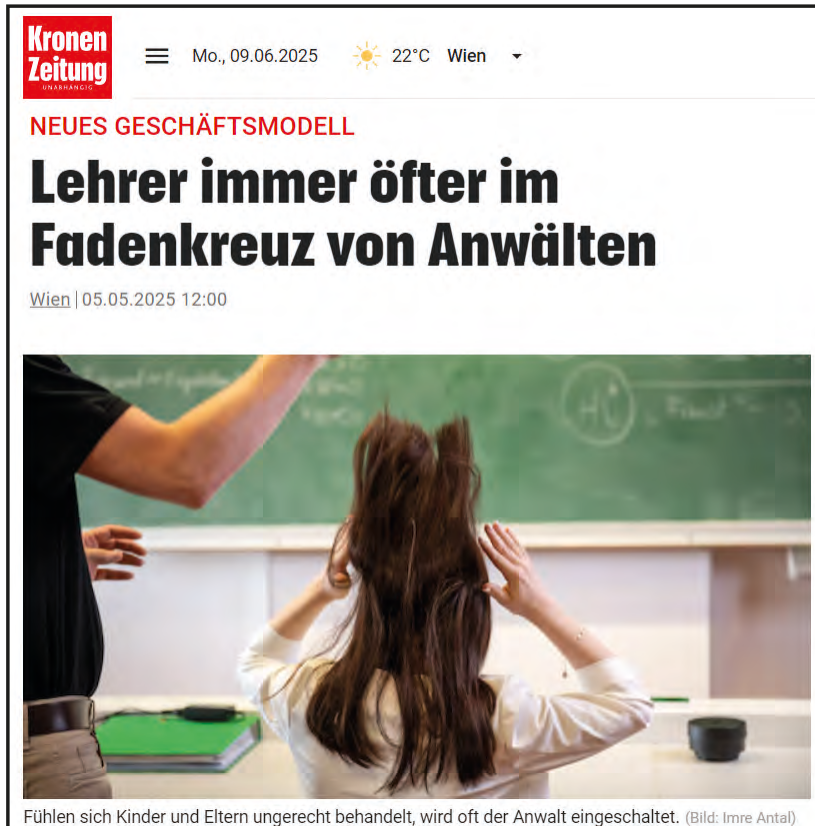 Kronen
Zeitung
UNABHÄNGIG
Mo., 09.06.2025 22°C Wien
NEUES GESCHÄFTSMODELL
Lehrer immer öfter im
Fadenkreuz von Anwälten
Wien | 05.05.2025 12:00
Fühlen sich Kinder und Eltern ungerecht behandelt, wird oft der Anwalt eingeschaltet. (Bild: Imre Antal)